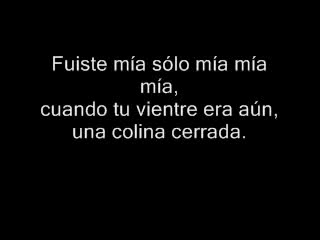 Fuiste mía sólo mía mía
mía,
cuando tu vientre era aún,
una colina cerrada.